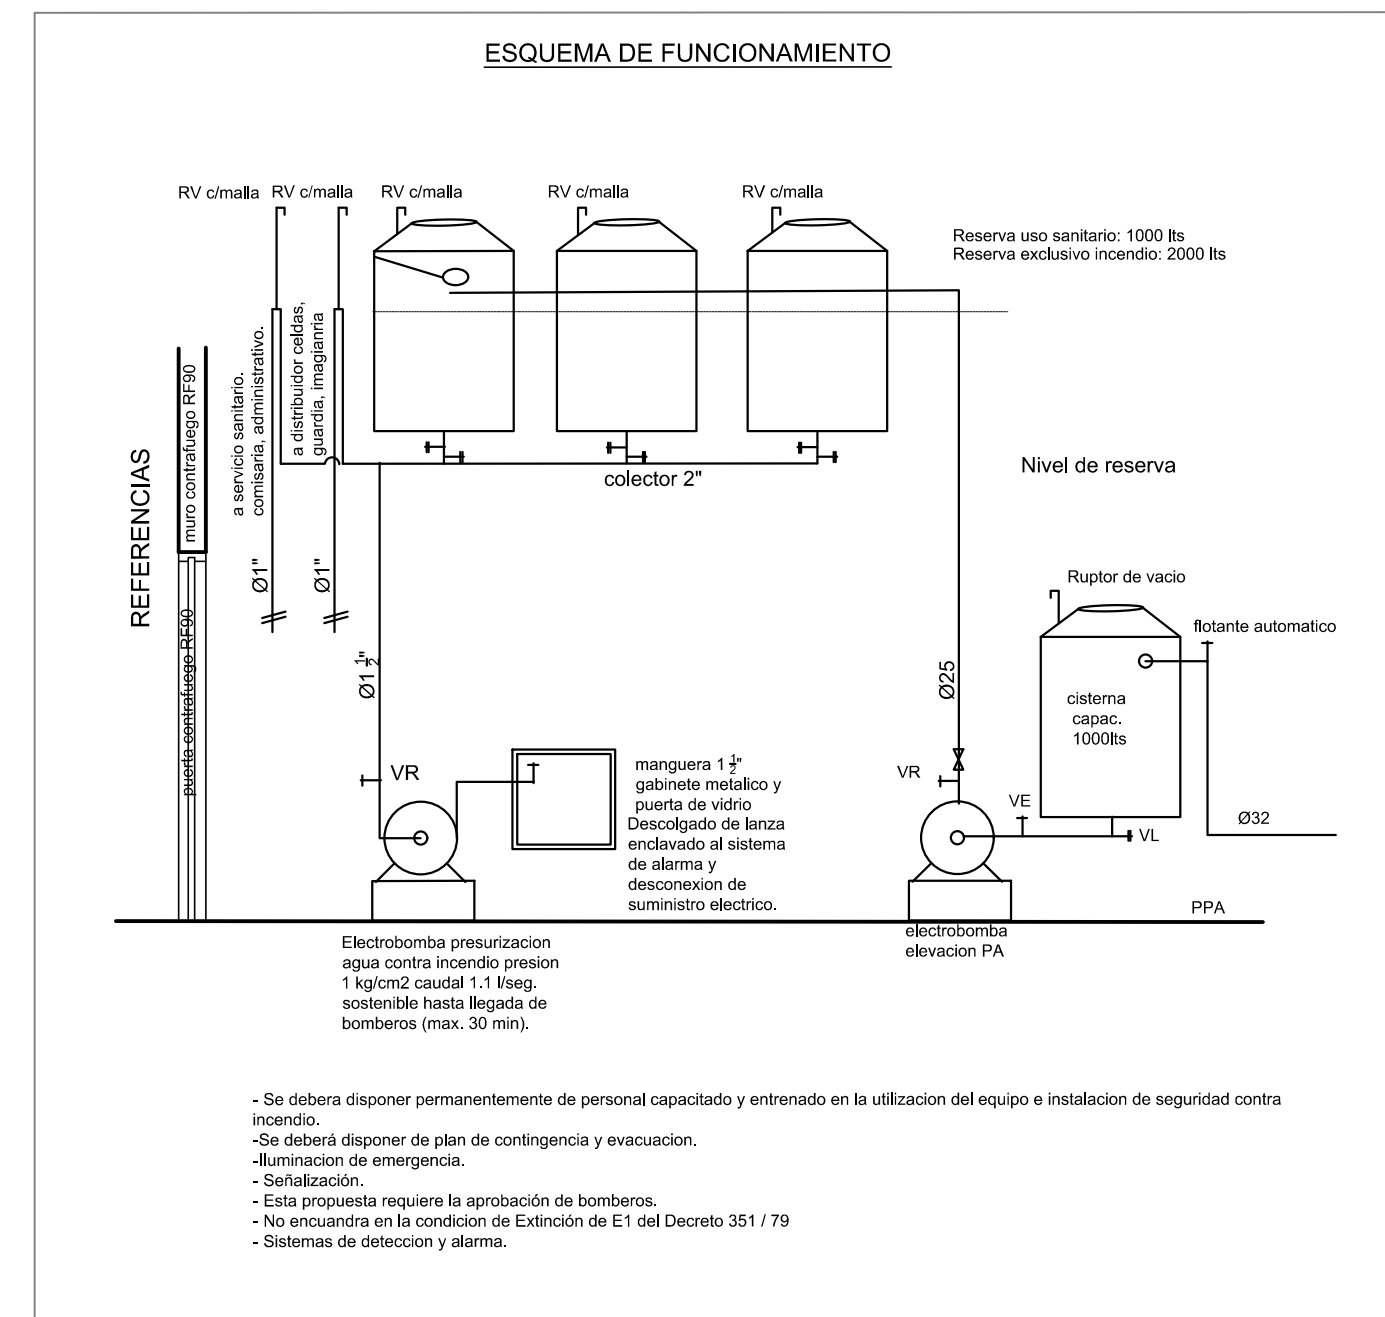 ESQUEMA DE FUNCIONAMIENTO
RV c/malla
RV c/malla
RV c/malla
RV c/malla
RV c/malla
Reserva uso sanitario: 1000 lts
Reserva exclusivo incendio: 2000 lts
REFERENCIAS
muro contrafuego RF90
puerta contrafuego RF90
a servicio sanitario.
comisaria, administrativo.
a distribuidor celdas,
guardia, imagianria
Ø1"
Ø1"
colector 2"
Nivel de reserva
Ruptor de vacio
flotante automatico
cisterna
capac.
1000lts
Ø1 1/2"
Ø25
VR
manguera 1 1/2"
gabinete metalico y
puerta de vidrio
Descolgado de lanza
enclavado al sistema
de alarma y
desconexion de
suministro electrico.
VR
VE
VL
Ø32
PPA
Electrobomba presurizacion
agua contra incendio presion
1 kg/cm2 caudal 1.1 l/seg.
sostenible hasta llegada de
bomberos (max. 30 min).
electrobomba
elevacion PA
- Se debera disponer permanentemente de personal capacitado y entrenado en la utilizacion del equipo e instalacion de seguridad contra
incendio.
-Se deberá disponer de plan de contingencia y evacuacion.
-Iluminacion de emergencia.
- Señalización.
- Esta propuesta requiere la aprobación de bomberos.
- No encuandra en la condicion de Extinción de E1 del Decreto 351 / 79
- Sistemas de deteccion y alarma.